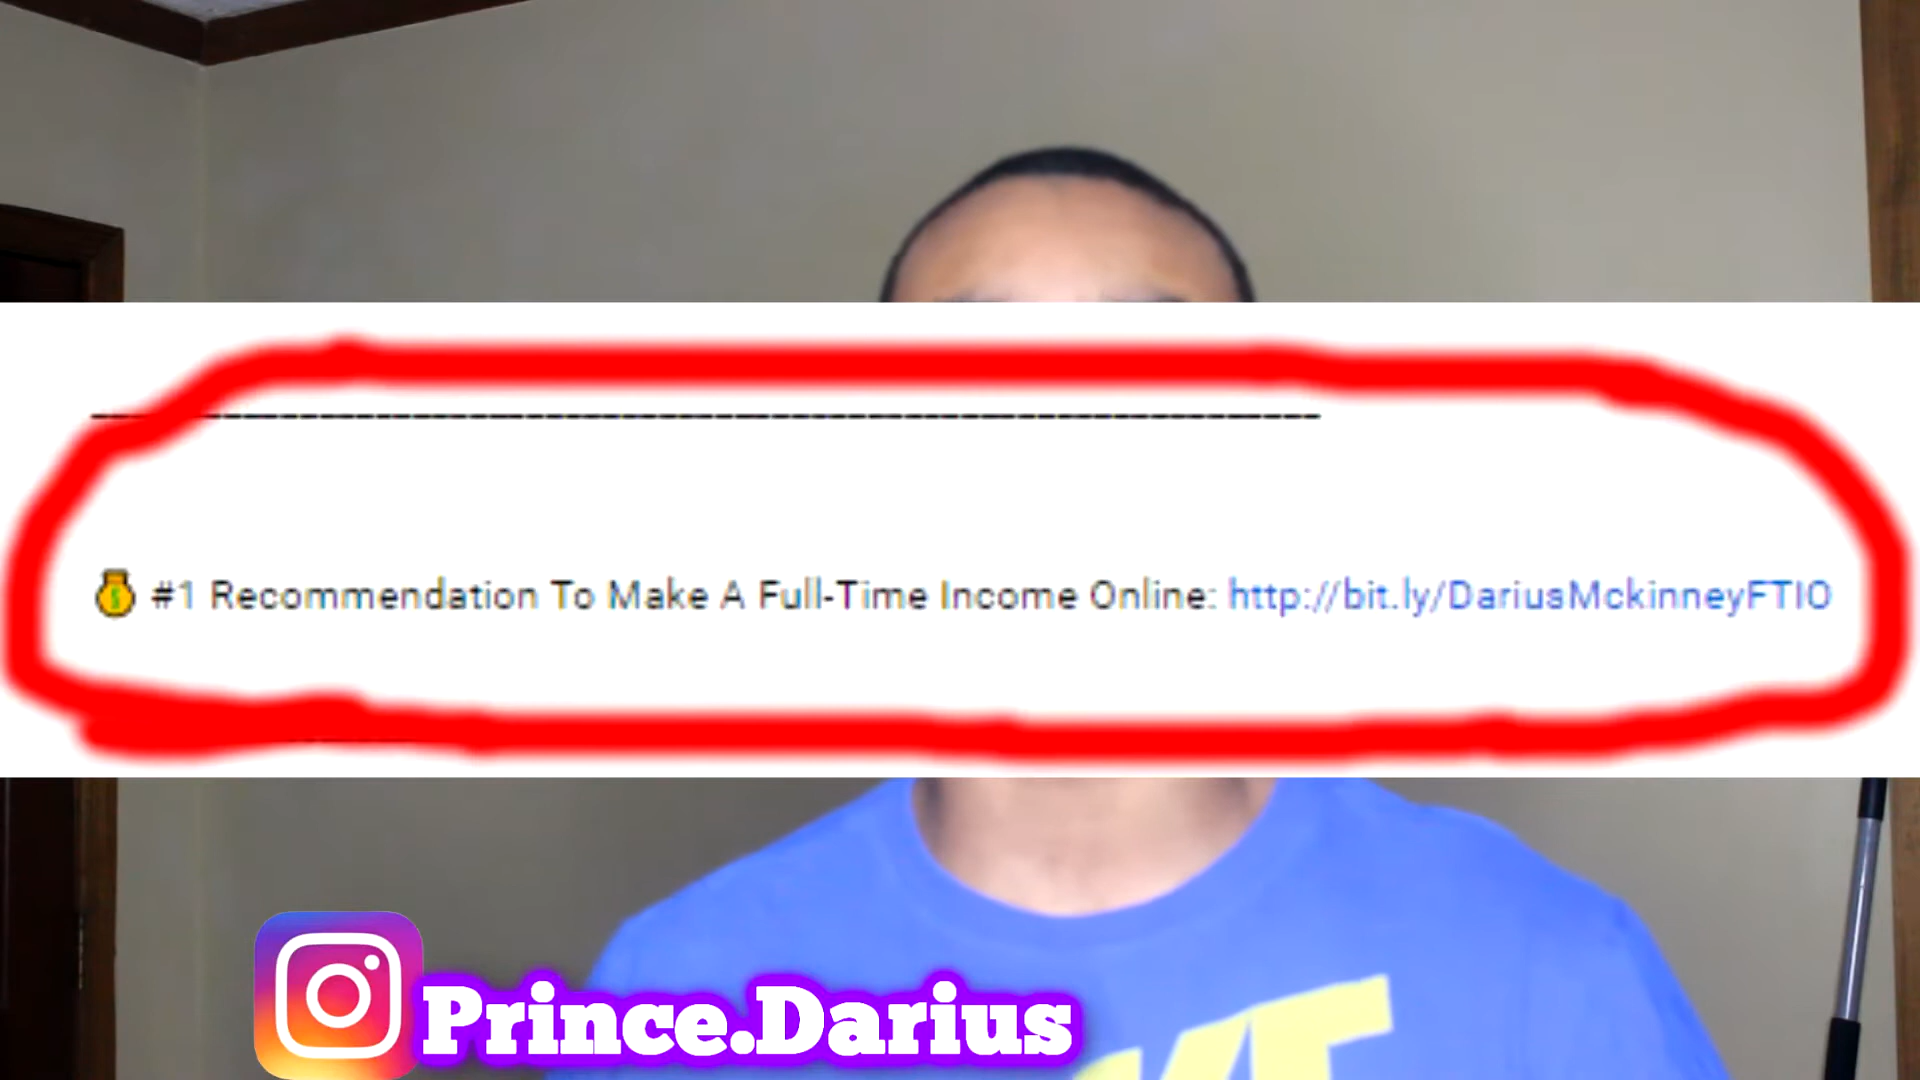 --------------------------------------------------------------------------------
💰 #1 Recommendation To Make A Full-Time Income Online: http://bit.ly/DariusMckinneyFTIO
Prince.Darius